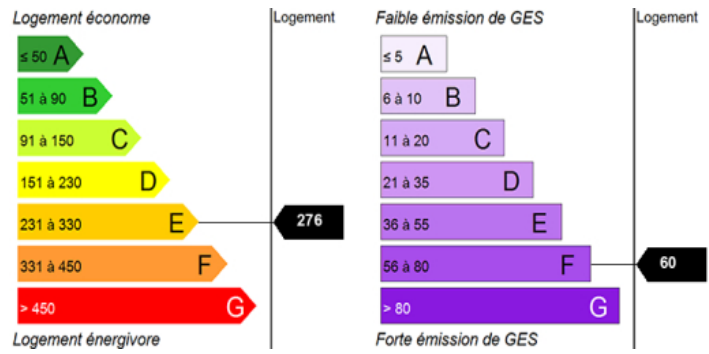 Logement économe
Logement
≤ 50 A
51 à 90 B
91 à 150 C
151 à 230 D
231 à 330 E
276
331 à 450 F
> 450 G
Logement énergivore
Faible émission de GES
Logement
≤ 5 A
6 à 10 B
11 à 20 C
21 à 35 D
36 à 55 E
56 à 80 F
60
> 80 G
Forte émission de GES